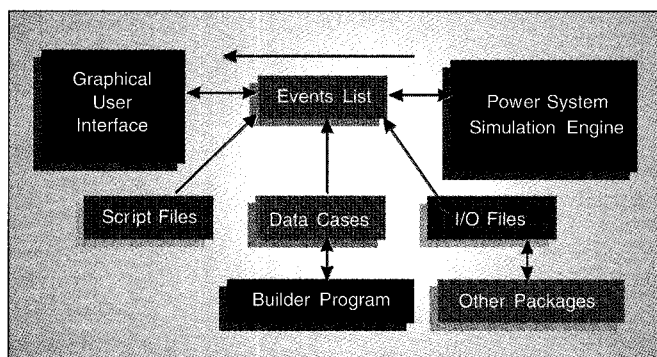 Graphical
User
Interface
Events List
Power System
Simulation Engine
Script Files
Data Cases
I/O Files
Builder Program
Other Packages